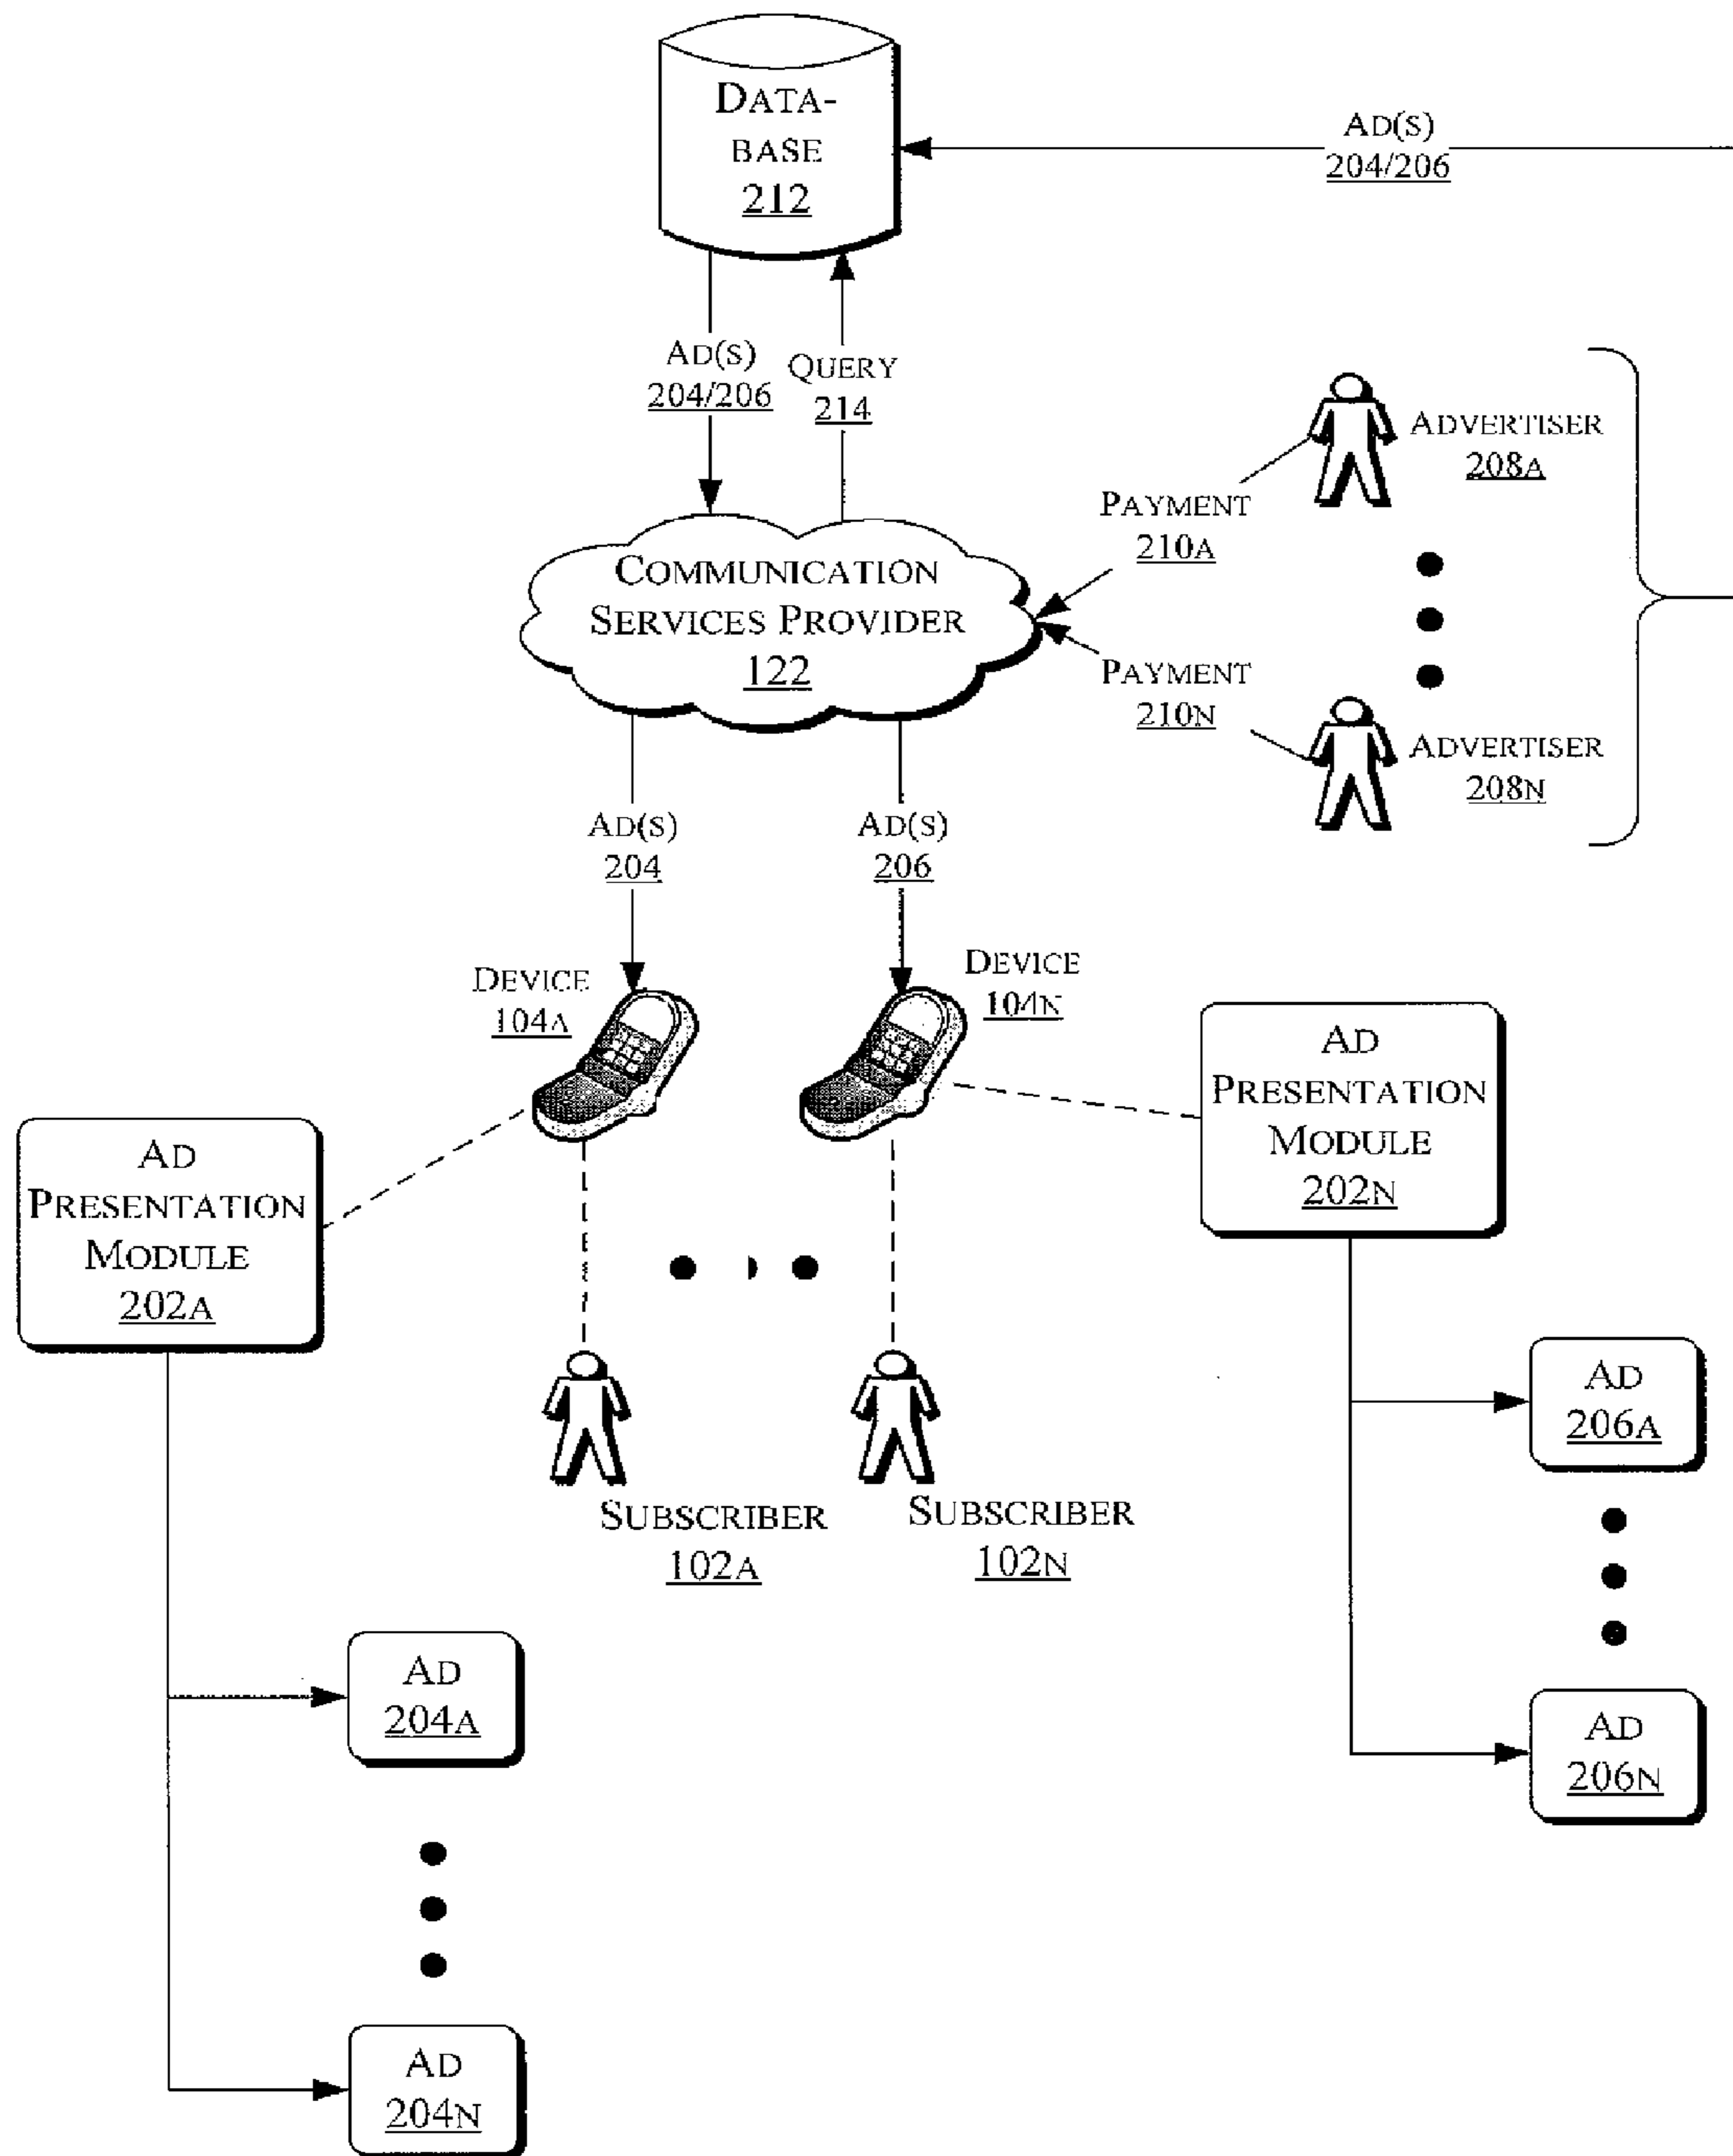 DATA-
BASE
212
AD(S)
204/206
AD(S)
204/206
QUERY
214
ADVERTISER
208A
PAYMENT
210A
COMMUNICATION
SERVICES PROVIDER
122
PAYMENT
210N
ADVERTISER
208N
AD(S)
204
AD(S)
206
DEVICE
104A
DEVICE
104N
AD
PRESENTATION
MODULE
202N
AD
PRESENTATION
MODULE
202A
AD
206A
SUBSCRIBER
102A
SUBSCRIBER
102N
AD
204A
AD
206N
AD
204N